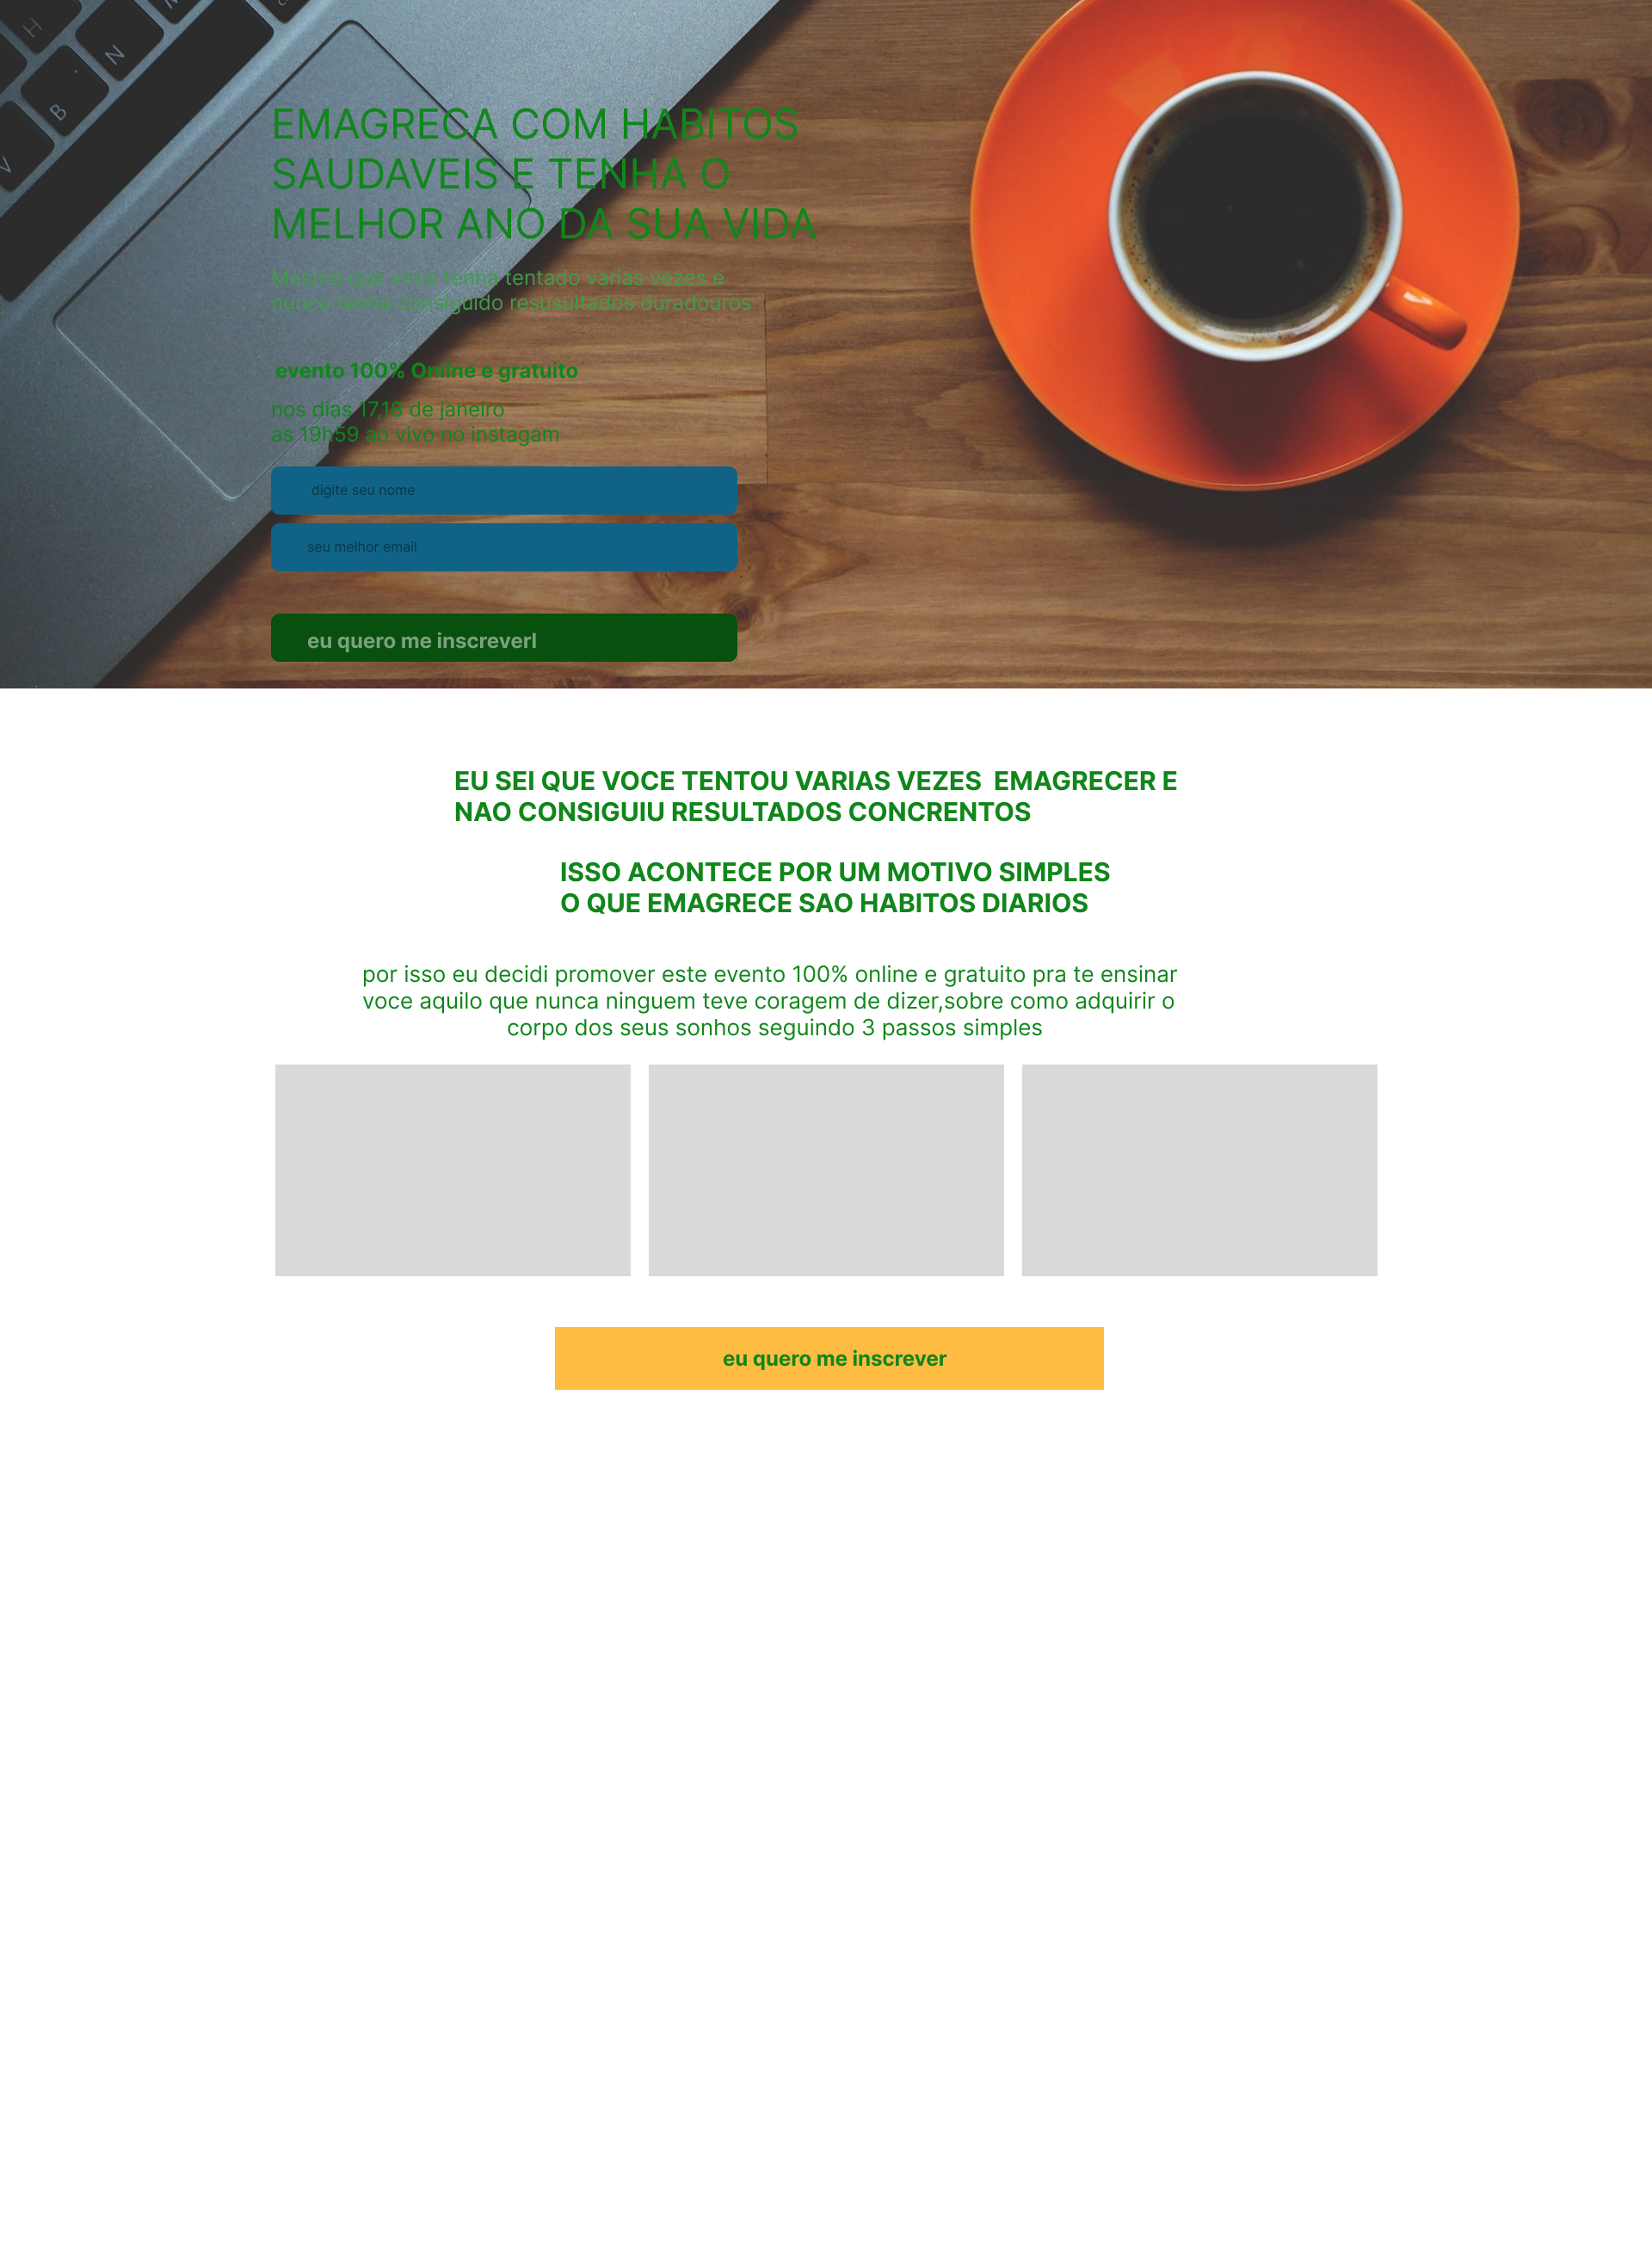 H
N
B
V
EMAGRECA COM HABITOS
SAUDAVEIS E TENHA O
MELHOR ANO DA SUA VIDA
Mesmo que voce tenha tentado varias vezes e
nunca tenha consiguido resusultados duradouros
evento 100% Online e gratuito
nos dias 17,18 de janeiro
as 19h59 ao vivo no instagam
digite seu nome
seu melhor email
eu quero me inscreverl
EU SEI QUE VOCE TENTOU VARIAS VEZES  EMAGRECER E
NAO CONSIGUIU RESULTADOS CONCRENTOS
ISSO ACONTECE POR UM MOTIVO SIMPLES
O QUE EMAGRECE SAO HABITOS DIARIOS
por isso eu decidi promover este evento 100% online e gratuito pra te ensinar
voce aquilo que nunca ninguem teve coragem de dizer,sobre como adquirir o
corpo dos seus sonhos seguindo 3 passos simples
eu quero me inscrever